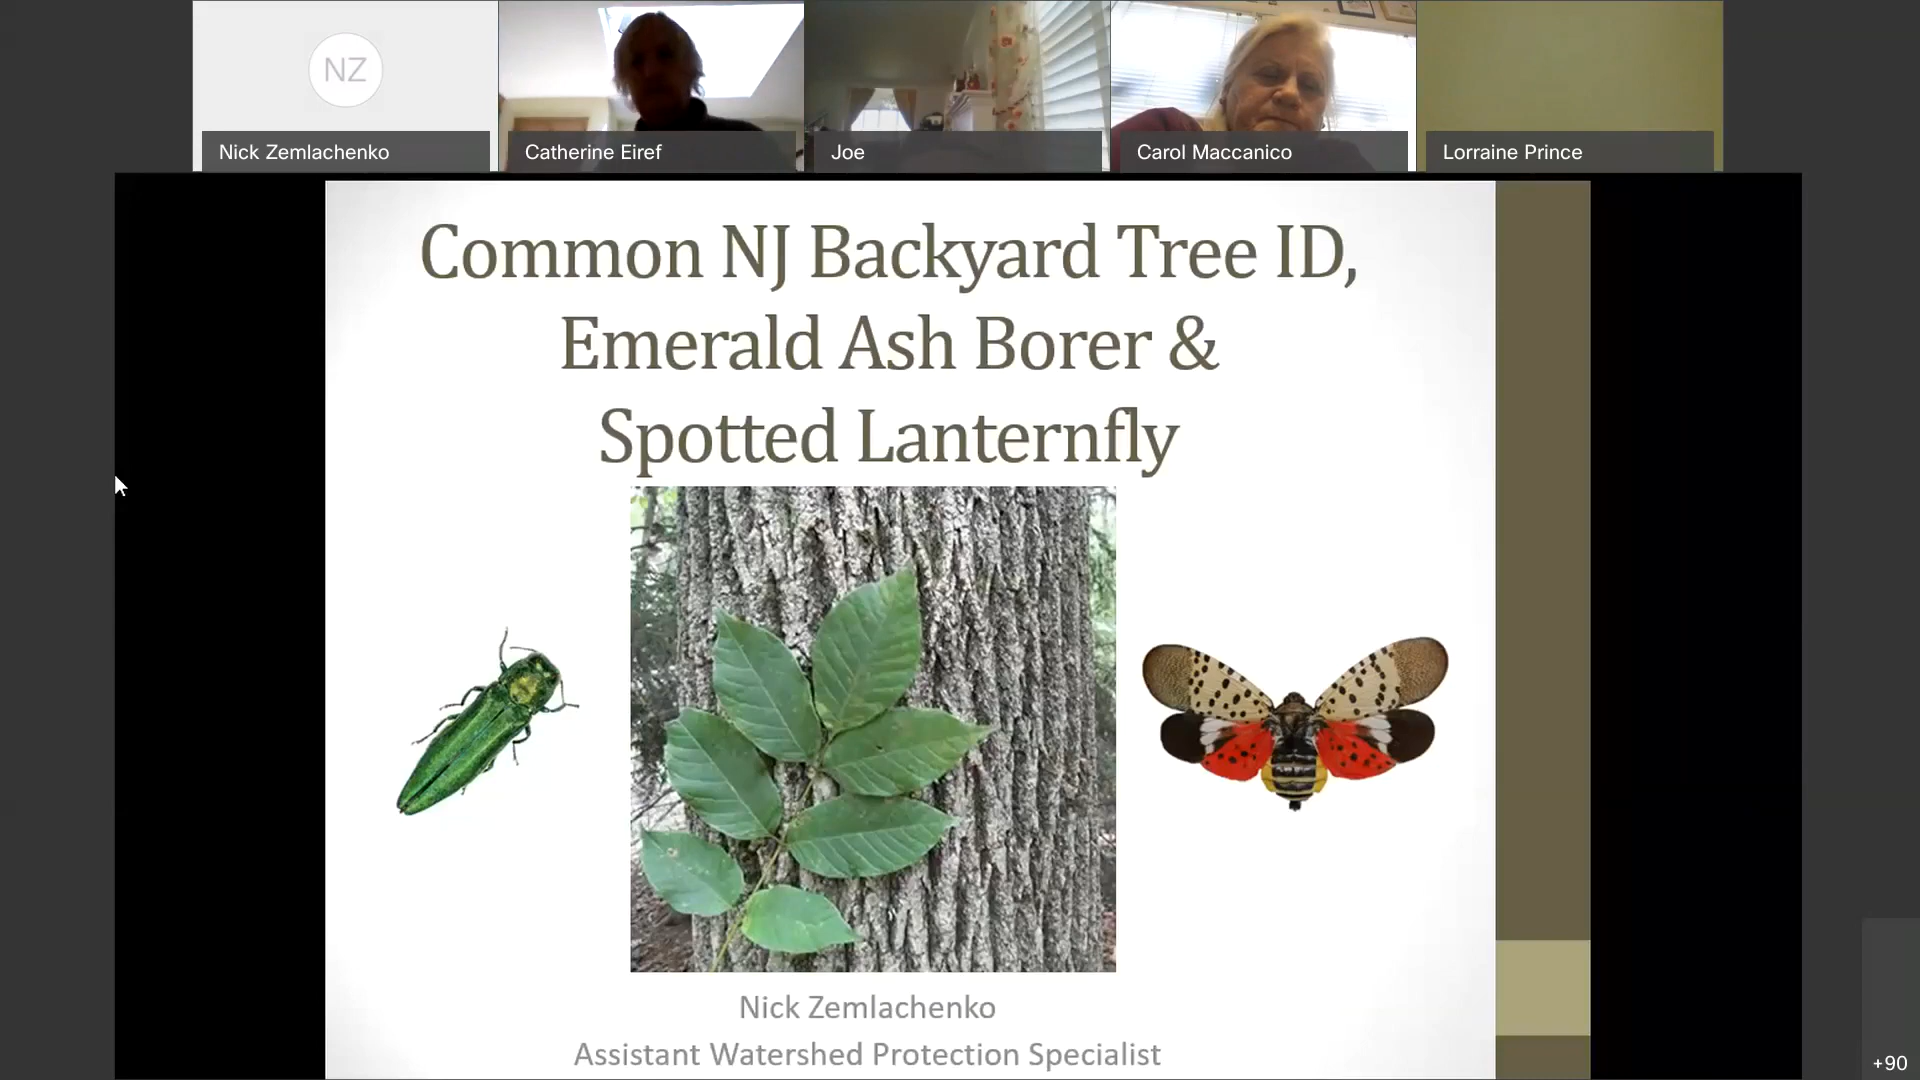 NZ
Nick Zemlachenko
Catherine Eiref
Joe
Carol Maccanico
Lorraine Prince
Common NJ Backyard Tree ID,
Emerald Ash Borer &
Spotted Lanternfly
Nick Zemlachenko
Assistant Watershed Protection Specialist
+90